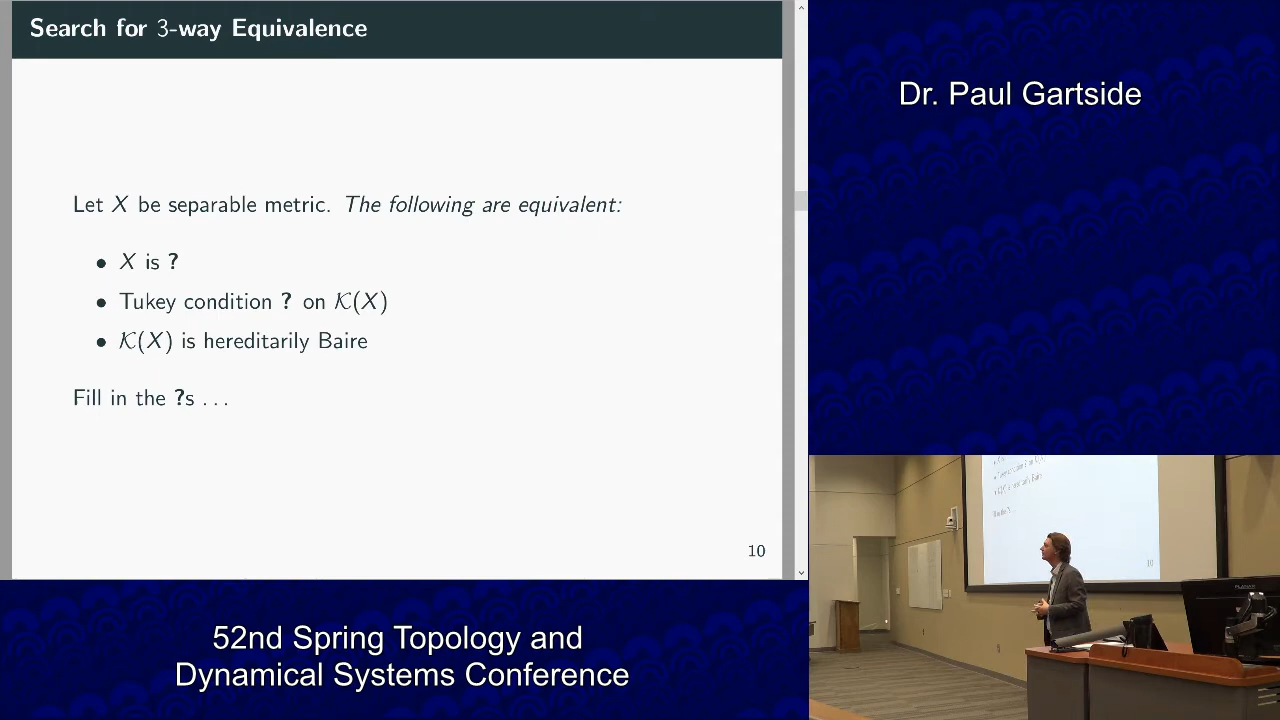 Search for 3-way Equivalence
Let X be separable metric. The following are equivalent:
• X is ?
• Tukey condition ? on 𝒦(X)
• 𝒦(X) is hereditarily Baire
Fill in the ?s . . .
10
Dr. Paul Gartside
52nd Spring Topology and
Dynamical Systems Conference